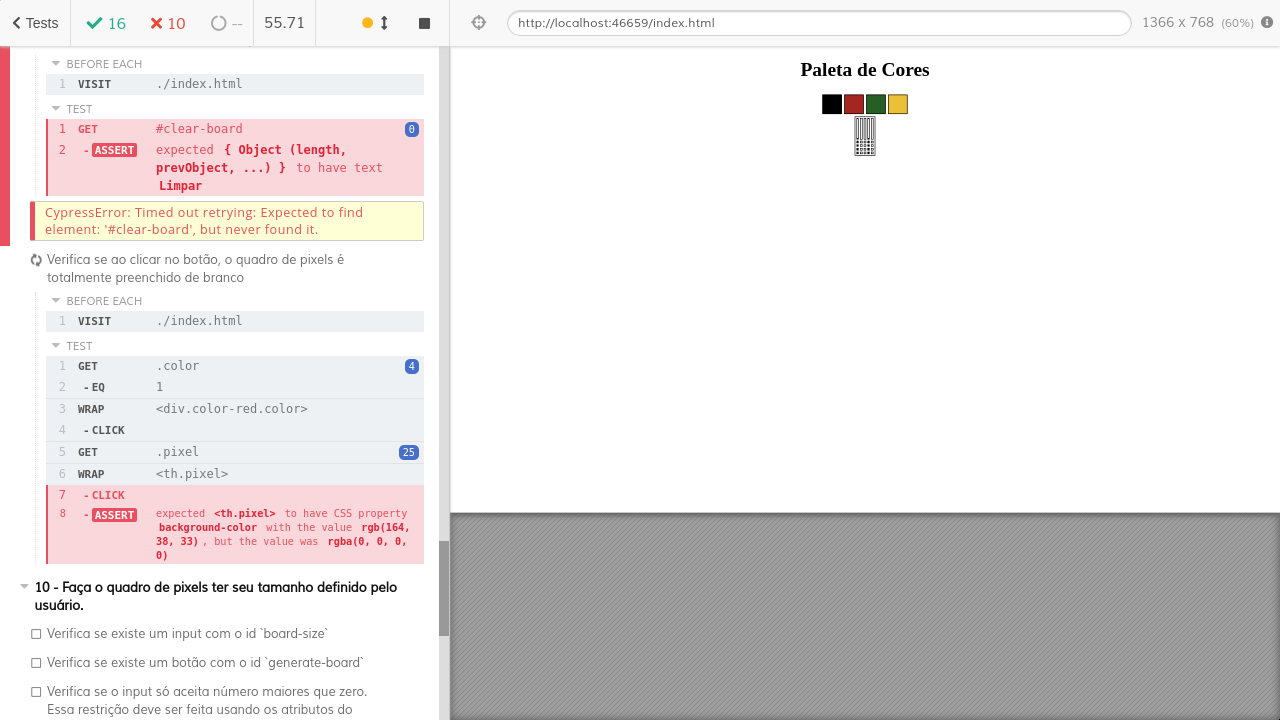 Tests 16 10 -- 55.71 http://localhost:46659/index.html 1366 x 768 (60%)
BEFORE EACH
1 VISIT ./index.html
TEST
1 GET #clear-board 0
2 - ASSERT expected { Object (length,
prevObject, ...) } to have text
Limpar
CypressError: Timed out retrying: Expected to find
element: '#clear-board', but never found it.
Verifica se ao clicar no botão, o quadro de pixels é
totalmente preenchido de branco
BEFORE EACH
1 VISIT ./index.html
TEST
1 GET .color 4
2 - EQ 1
3 WRAP <div.color-red.color>
4 - CLICK
5 GET .pixel 25
6 WRAP <th.pixel>
7 - CLICK
8 - ASSERT expected <th.pixel> to have CSS property
background-color with the value rgb(164,
38, 33) , but the value was rgba(0, 0, 0,
0)
10 - Faça o quadro de pixels ter seu tamanho definido pelo
usuário.
Verifica se existe um input com o id `board-size`
Verifica se existe um botão com o id `generate-board`
Verifica se o input só aceita número maiores que zero.
Essa restrição deve ser feita usando os atributos do
Paleta de Cores